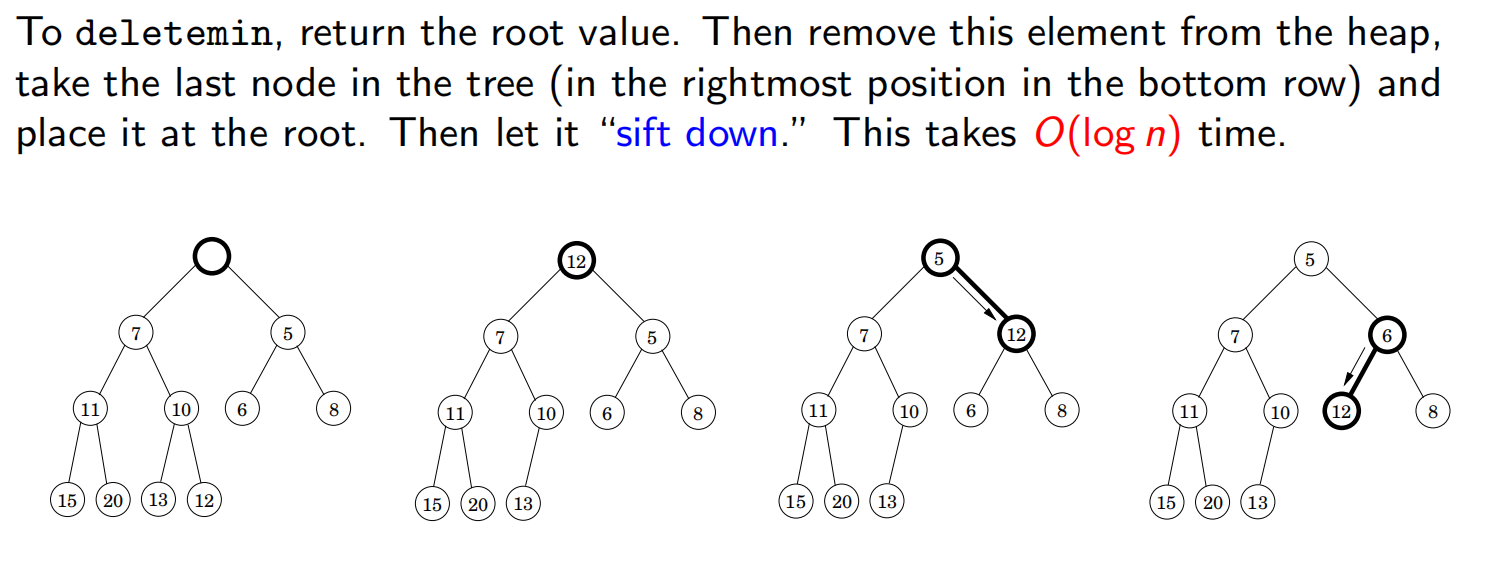 To deletemin, return the root value. Then remove this element from the heap,
take the last node in the tree (in the rightmost position in the bottom row) and
place it at the root. Then let it “sift down.” This takes O(log n) time.
7 5
11 10 6 8
15 20 13 12
12
7 5
11 10 6 8
15 20 13
5
7 12
11 10 6 8
15 20 13
5
7 6
11 10 12 8
15 20 13